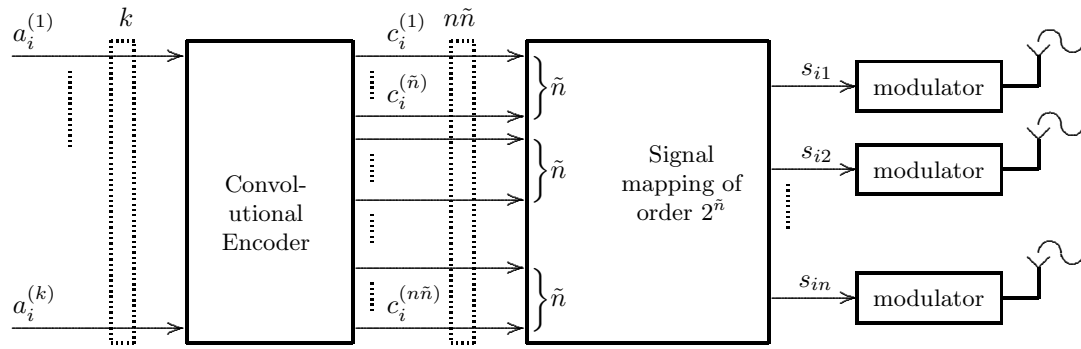 a_i^{(1)}
k
c_i^{(1)}
nñ
s_{i1}
modulator
ñ
c_i^{(ñ)}
s_{i2}
modulator
ñ
Convol-
utional
Encoder
Signal
mapping of
order 2^{ñ}
a_i^{(k)}
c_i^{(nñ)}
ñ
s_{in}
modulator